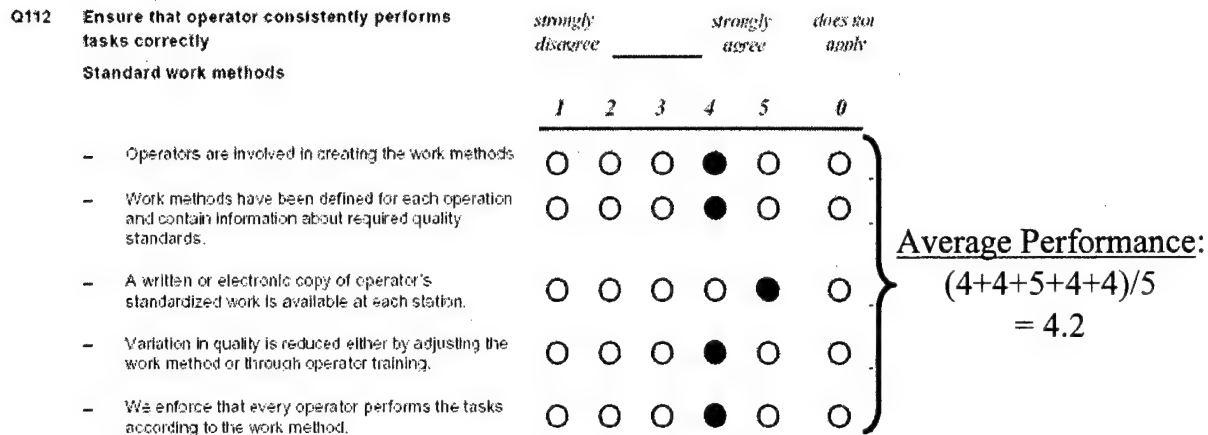 Q112 Ensure that operator consistently performs
tasks correctly
Standard work methods
strongly disagree
strongly agree
does not apply
1 2 3 4 5 0
– Operators are involved in creating the work methods
– Work methods have been defined for each operation
and contain information about required quality
standards.
– A written or electronic copy of operator's
standardized work is available at each station.
– Variation in quality is reduced either by adjusting the
work method or through operator training.
– We enforce that every operator performs the tasks
according to the work method.
Average Performance:
(4+4+5+4+4)/5
= 4.2